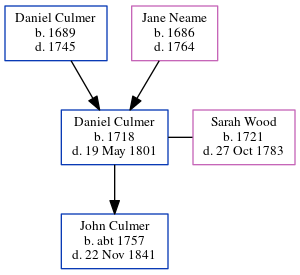 Daniel Culmer
b. 1689
d. 1745
Jane Neame
b. 1686
d. 1764
Daniel Culmer
b. 1718
d. 19 May 1801
Sarah Wood
b. 1721
d. 27 Oct 1783
John Culmer
b. abt 1757
d. 22 Nov 1841